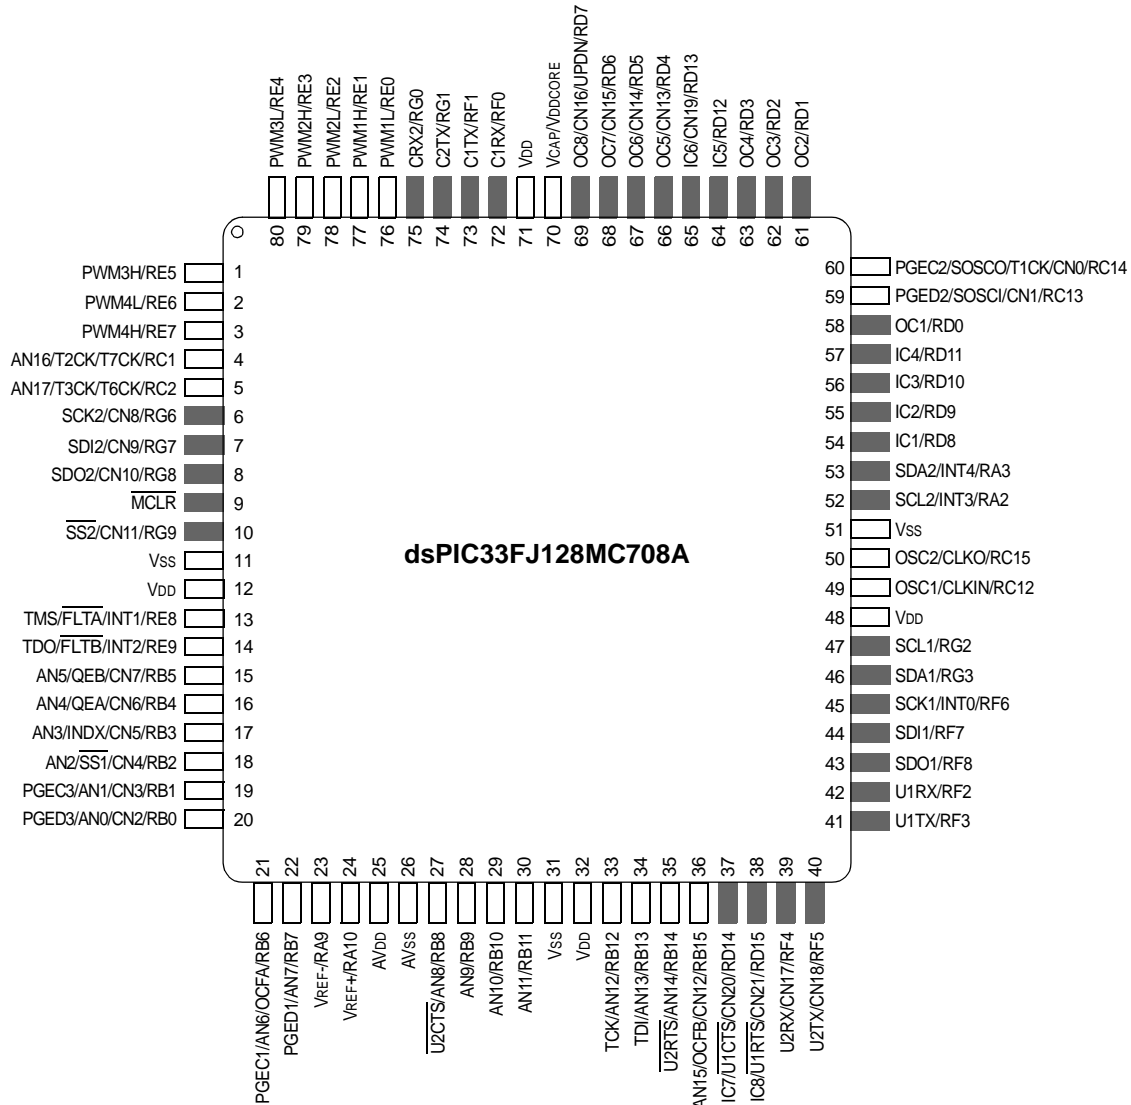 PWM3L/RE4
PWM2H/RE3
PWM2L/RE2
PWM1H/RE1
PWM1L/RE0
CRX2/RG0
C2TX/RG1
C1TX/RF1
C1RX/RF0
VDD
VCAP/VDDCORE
OC8/CN16/UPDN/RD7
OC7/CN15/RD6
OC6/CN14/RD5
OC5/CN13/RD4
IC6/CN19/RD13
IC5/RD12
OC4/RD3
OC3/RD2
OC2/RD1
80 79 78 77 76 75 74 73 72 71 70 69 68 67 66 65 64 63 62 61
PWM3H/RE5 1
PWM4L/RE6 2
PWM4H/RE7 3
AN16/T2CK/T7CK/RC1 4
AN17/T3CK/T6CK/RC2 5
SCK2/CN8/RG6 6
SDI2/CN9/RG7 7
SDO2/CN10/RG8 8
MCLR 9
SS2/CN11/RG9 10
VSS 11
VDD 12
TMS/FLTA/INT1/RE8 13
TDO/FLTB/INT2/RE9 14
AN5/QEB/CN7/RB5 15
AN4/QEA/CN6/RB4 16
AN3/INDX/CN5/RB3 17
AN2/SS1/CN4/RB2 18
PGEC3/AN1/CN3/RB1 19
PGED3/AN0/CN2/RB0 20
dsPIC33FJ128MC708A
60 PGEC2/SOSCO/T1CK/CN0/RC14
59 PGED2/SOSCI/CN1/RC13
58 OC1/RD0
57 IC4/RD11
56 IC3/RD10
55 IC2/RD9
54 IC1/RD8
53 SDA2/INT4/RA3
52 SCL2/INT3/RA2
51 VSS
50 OSC2/CLKO/RC15
49 OSC1/CLKIN/RC12
48 VDD
47 SCL1/RG2
46 SDA1/RG3
45 SCK1/INT0/RF6
44 SDI1/RF7
43 SDO1/RF8
42 U1RX/RF2
41 U1TX/RF3
21 22 23 24 25 26 27 28 29 30 31 32 33 34 35 36 37 38 39 40
PGEC1/AN6/OCFA/RB6
PGED1/AN7/RB7
VREF-/RA9
VREF+/RA10
AVDD
AVSS
U2CTS/AN8/RB8
AN9/RB9
AN10/RB10
AN11/RB11
VSS
VDD
TCK/AN12/RB12
TDI/AN13/RB13
U2RTS/AN14/RB14
AN15/OCFB/CN12/RB15
IC7/U1CTS/CN20/RD14
IC8/U1RTS/CN21/RD15
U2RX/CN17/RF4
U2TX/CN18/RF5